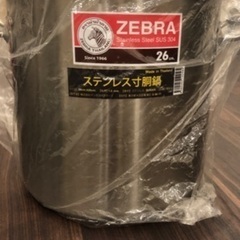 ZEBRA
Stainless Steel SUS 304
26 cm.
Since 1966
Made in Thailand
ステンレス寸胴鍋